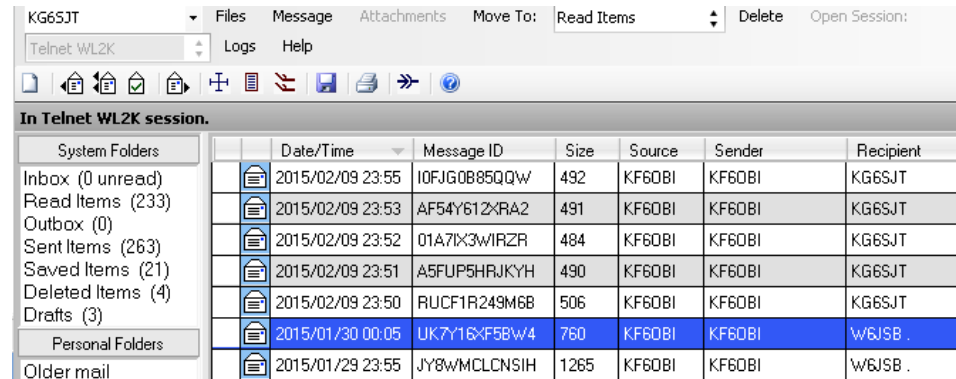 KG6SJT Files Message Attachments Move To: Read Items Delete Open Session:
Telnet WL2K Logs Help
In Telnet WL2K session.
System Folders
Inbox (0 unread)
Read Items (233)
Outbox (0)
Sent Items (263)
Saved Items (21)
Deleted Items (4)
Drafts (3)
Personal Folders
Older mail
Date/Time Message ID Size Source Sender Recipient
2015/02/09 23:55 I0FJG0B85QQW 492 KF6OBI KF6OBI KG6SJT
2015/02/09 23:53 AF54Y612XRA2 491 KF6OBI KF6OBI KG6SJT
2015/02/09 23:52 01A7IX3WIRZR 484 KF6OBI KF6OBI KG6SJT
2015/02/09 23:51 A5FUP5HRJKYH 490 KF6OBI KF6OBI KG6SJT
2015/02/09 23:50 RUCF1R249M6B 506 KF6OBI KF6OBI KG6SJT
2015/01/30 00:05 UK7Y16XF5BW4 760 KF6OBI KF6OBI W6JSB .
2015/01/29 23:55 JY8WMCLCNSIH 1265 KF6OBI KF6OBI W6JSB .